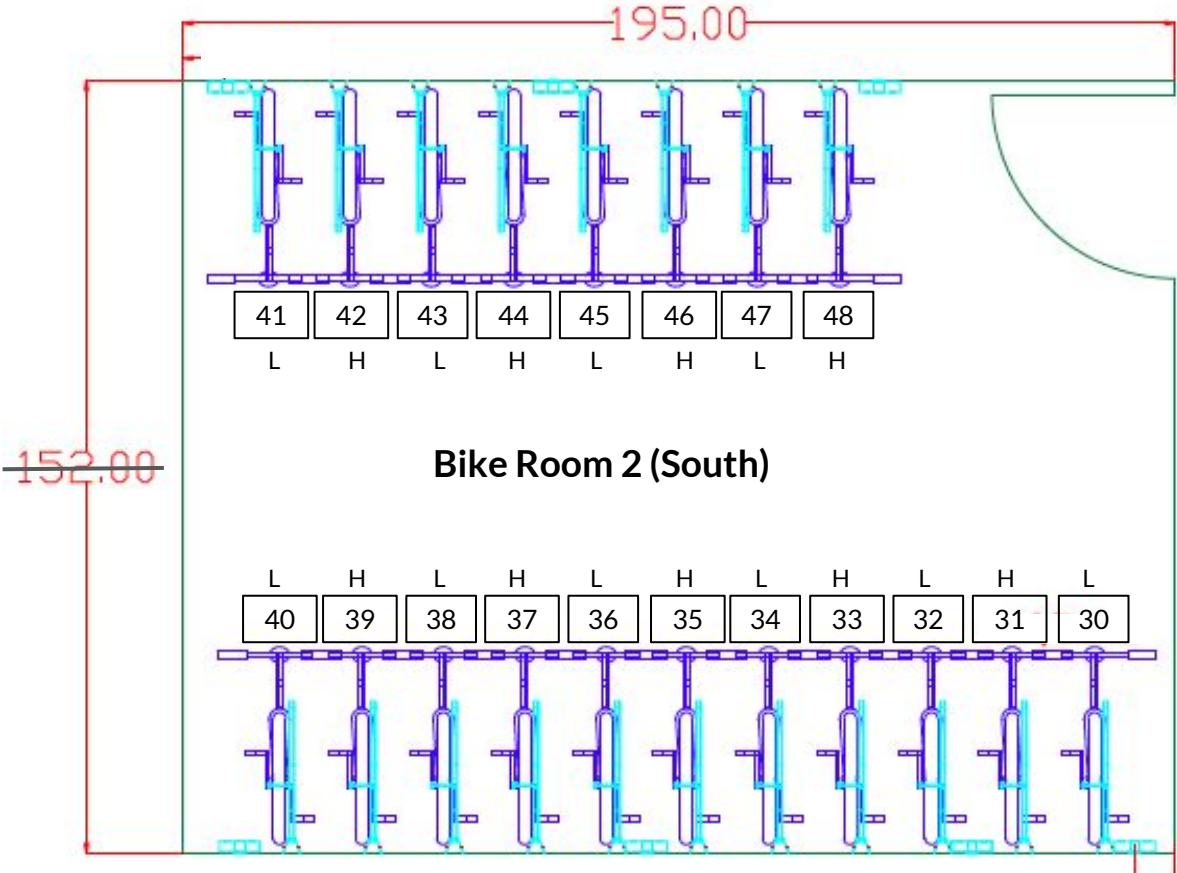 195.00
41 42 43 44 45 46 47 48
L H L H L H L H
152.00
Bike Room 2 (South)
L H L H L H L H L H L
40 39 38 37 36 35 34 33 32 31 30